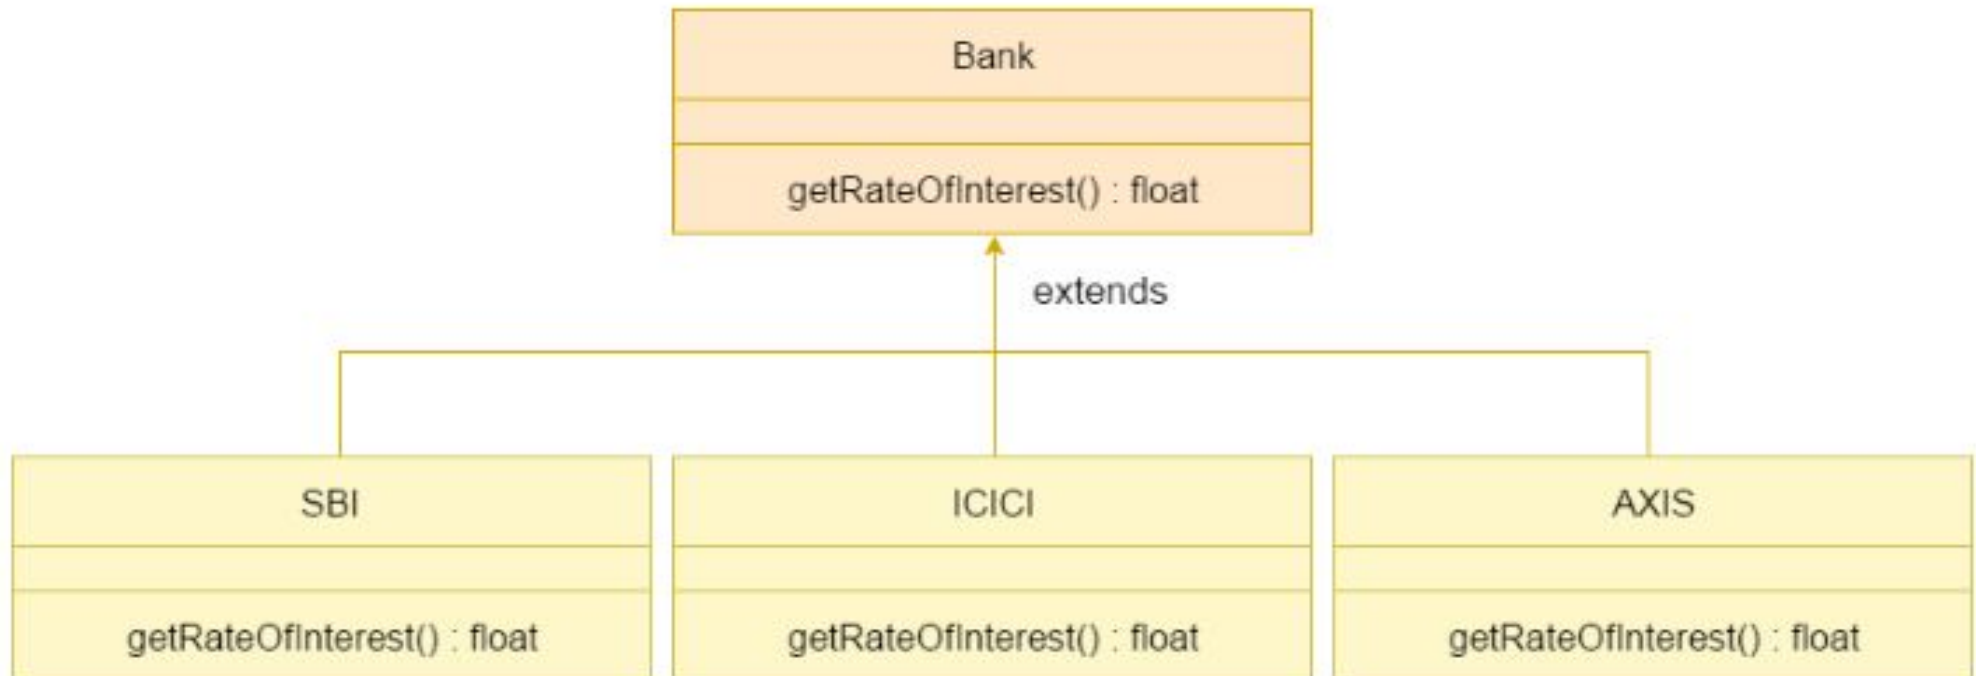 Bank
getRateOfInterest() : float
extends
SBI
ICICI
AXIS
getRateOfInterest() : float
getRateOfInterest() : float
getRateOfInterest() : float